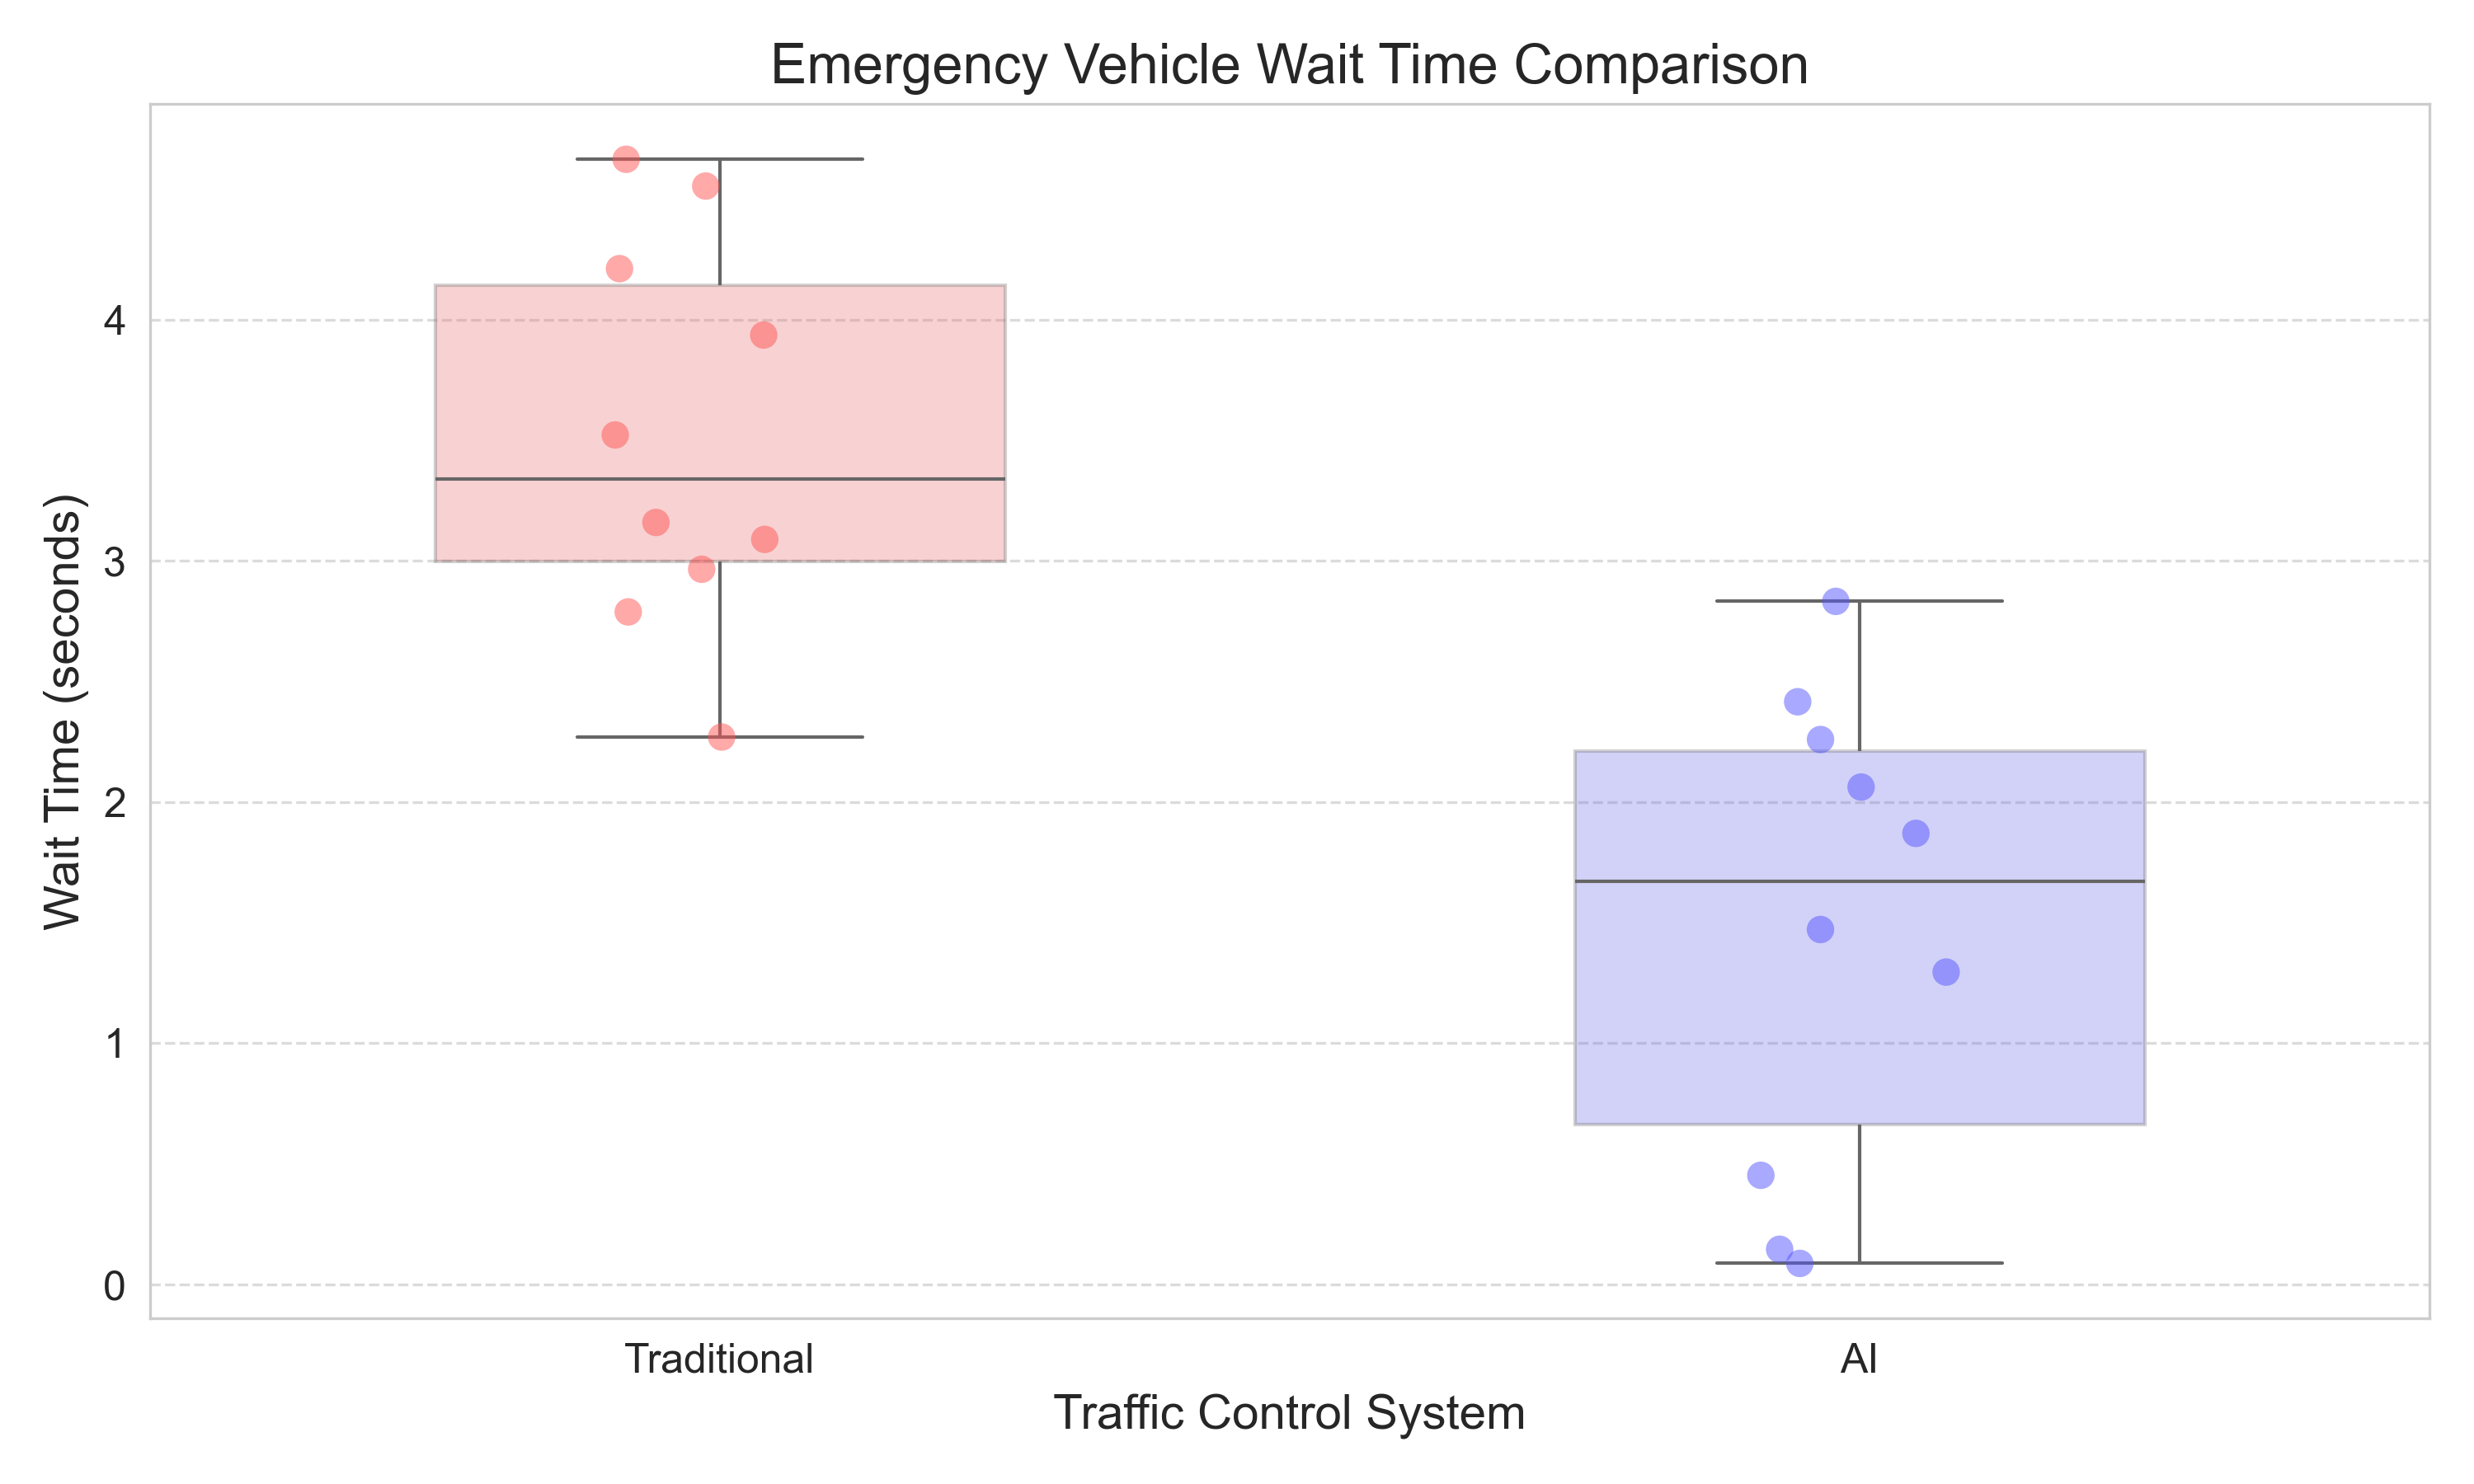 Emergency Vehicle Wait Time Comparison
Wait Time (seconds)
4
3
2
1
0
Traditional
AI
Traffic Control System